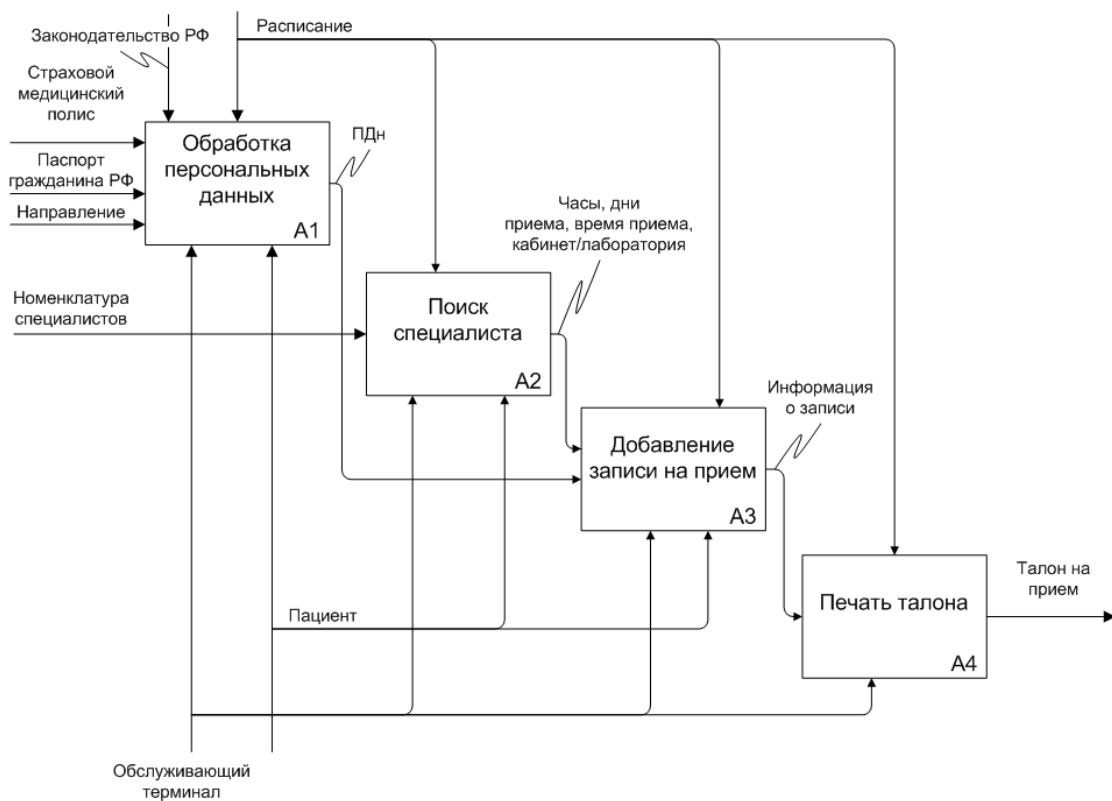 Законодательство РФ
Расписание
Страховой
медицинский
полис
Паспорт
гражданина РФ
Направление
Обработка
персональных
данных
A1
ПДн
Часы, дни
приема, время приема,
кабинет/лаборатория
Номенклатура
специалистов
Поиск
специалиста
A2
Информация
о записи
Добавление
записи на прием
A3
Талон на
прием
Печать талона
A4
Пациент
Обслуживающий
терминал